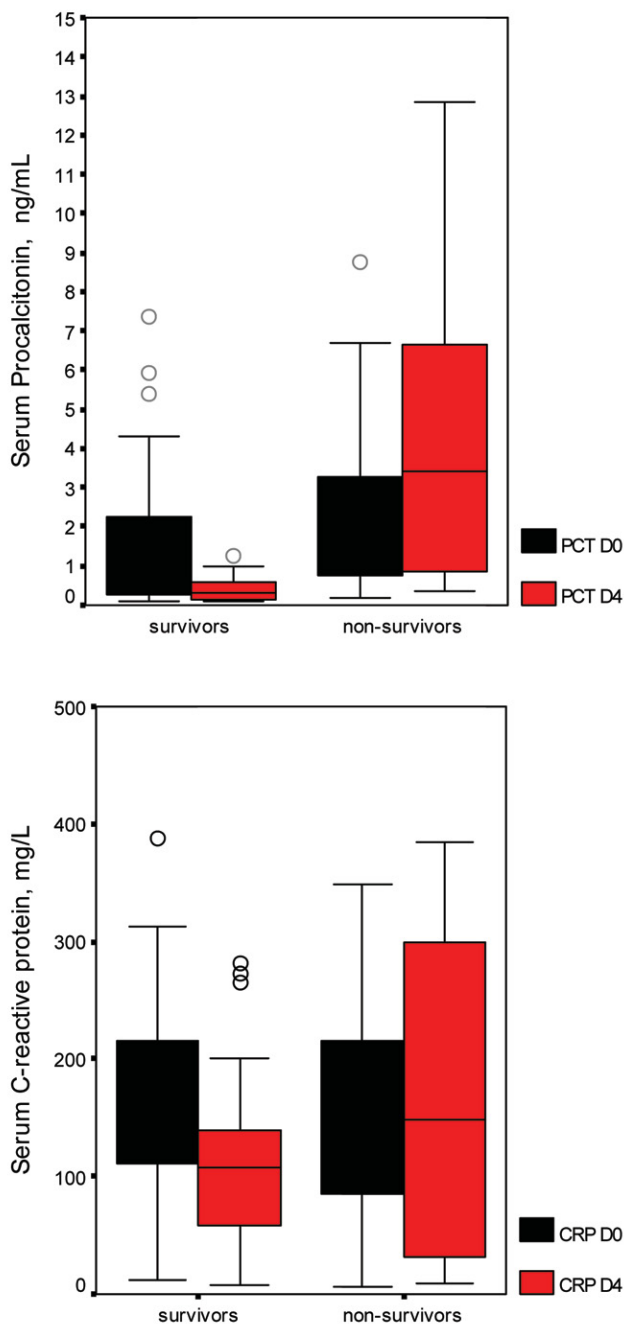 15
14
13
12
11
10
9
8
7
6
5
4
3
2
1
0
Serum Procalcitonin, ng/mL
survivors
non-survivors
PCT D0
PCT D4
500
400
300
200
100
0
Serum C-reactive protein, mg/L
survivors
non-survivors
CRP D0
CRP D4